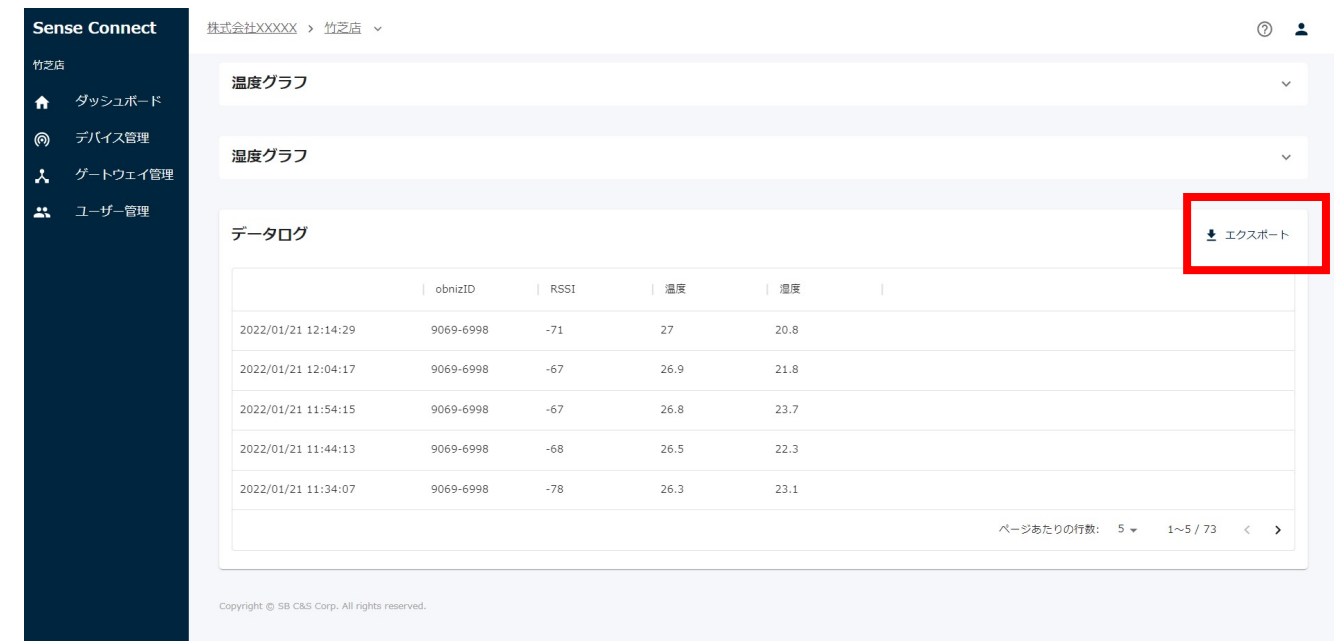 Sense Connect
株式会社XXXXX > 竹芝店
竹芝店
ダッシュボード
デバイス管理
ゲートウェイ管理
ユーザー管理
温度グラフ
湿度グラフ
データログ
エクスポート
obnizID RSSI 温度 湿度
2022/01/21 12:14:29 9069-6998 -71 27 20.8
2022/01/21 12:04:17 9069-6998 -67 26.9 21.8
2022/01/21 11:54:15 9069-6998 -67 26.8 23.7
2022/01/21 11:44:13 9069-6998 -68 26.5 22.3
2022/01/21 11:34:07 9069-6998 -78 26.3 23.1
ページあたりの行数: 5 1~5 / 73
Copyright © SB C&S Corp. All rights reserved.